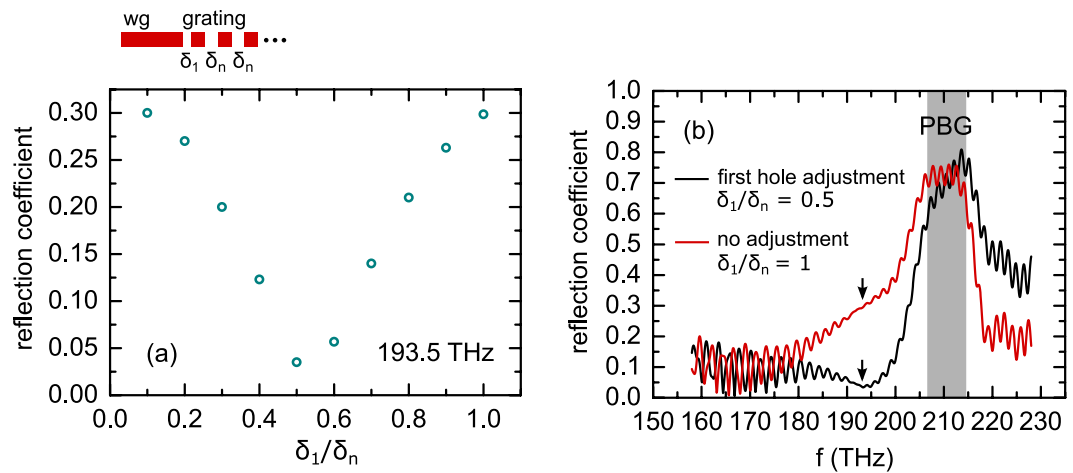 wg grating
δ₁ δₙ δₙ
reflection coefficient
0.30
0.25
0.20
0.15
0.10
0.05
0.00
(a)
193.5 THz
0.0 0.2 0.4 0.6 0.8 1.0
δ₁/δₙ
reflection coefficient
1.0
0.9
0.8
0.7
0.6
0.5
0.4
0.3
0.2
0.1
0.0
(b)
PBG
first hole adjustment
δ₁/δₙ = 0.5
no adjustment
δ₁/δₙ = 1
150 160 170 180 190 200 210 220 230
f (THz)